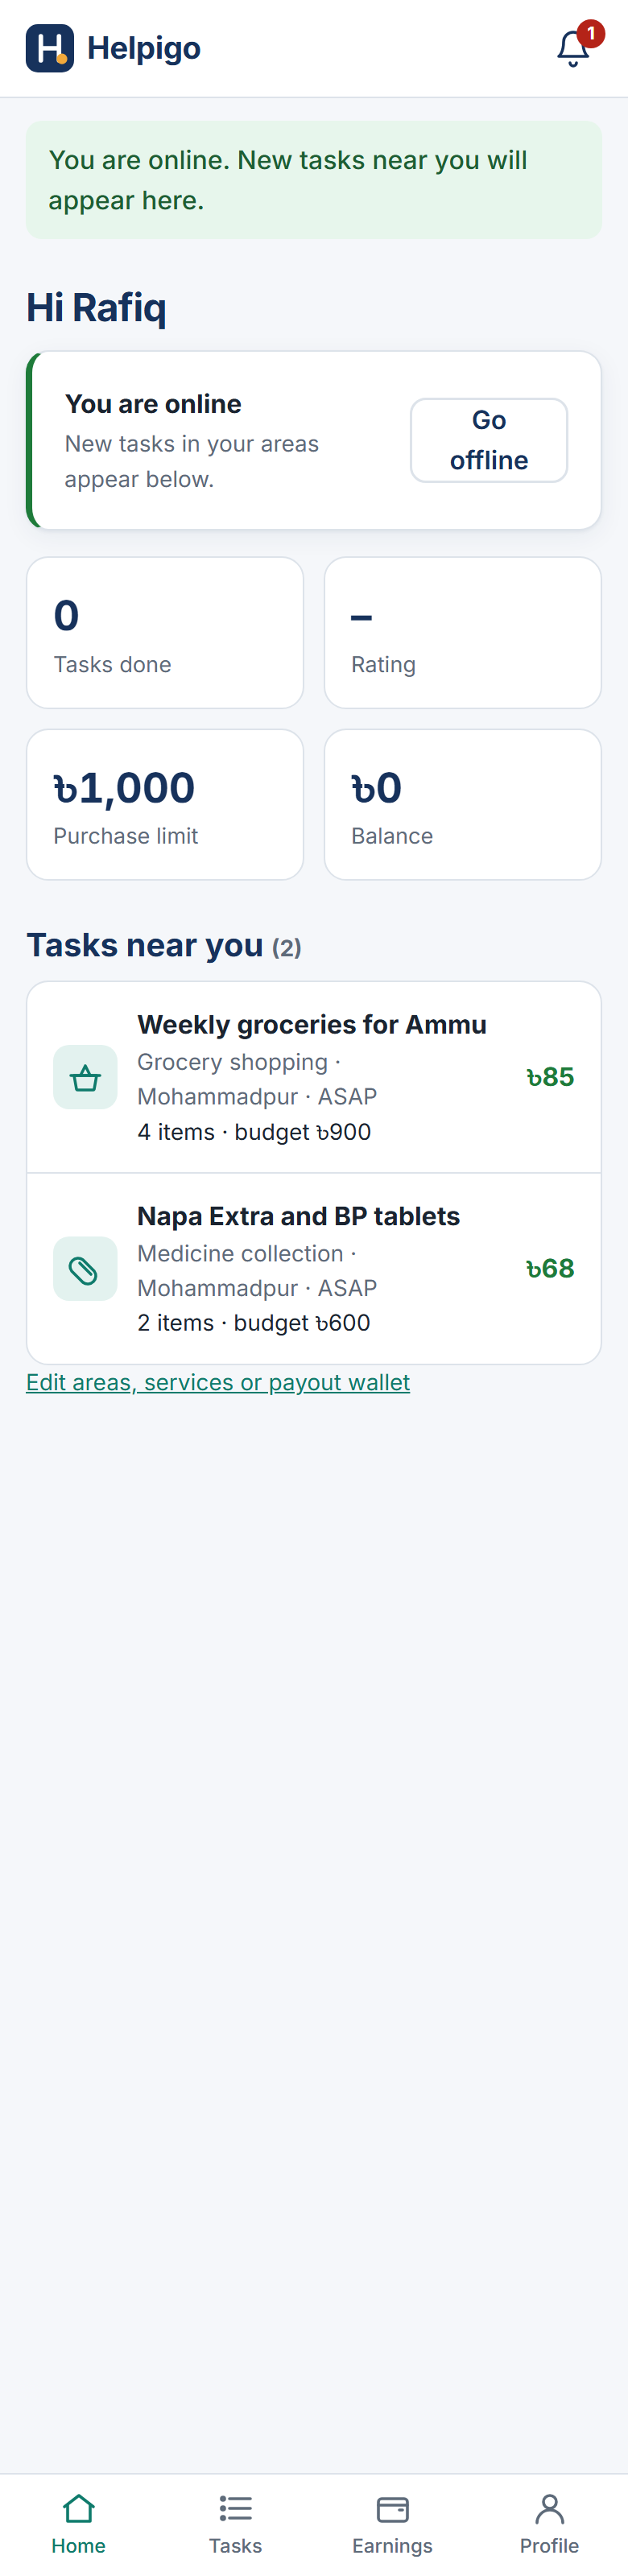 Helpigo
1
You are online. New tasks near you will
appear here.
Hi Rafiq
You are online
New tasks in your areas
appear below.
Go
offline
0
Tasks done
–
Rating
৳1,000
Purchase limit
৳0
Balance
Tasks near you (2)
Weekly groceries for Ammu
Grocery shopping ·
Mohammadpur · ASAP
4 items · budget ৳900
৳85
Napa Extra and BP tablets
Medicine collection ·
Mohammadpur · ASAP
2 items · budget ৳600
৳68
Edit areas, services or payout wallet
Home
Tasks
Earnings
Profile